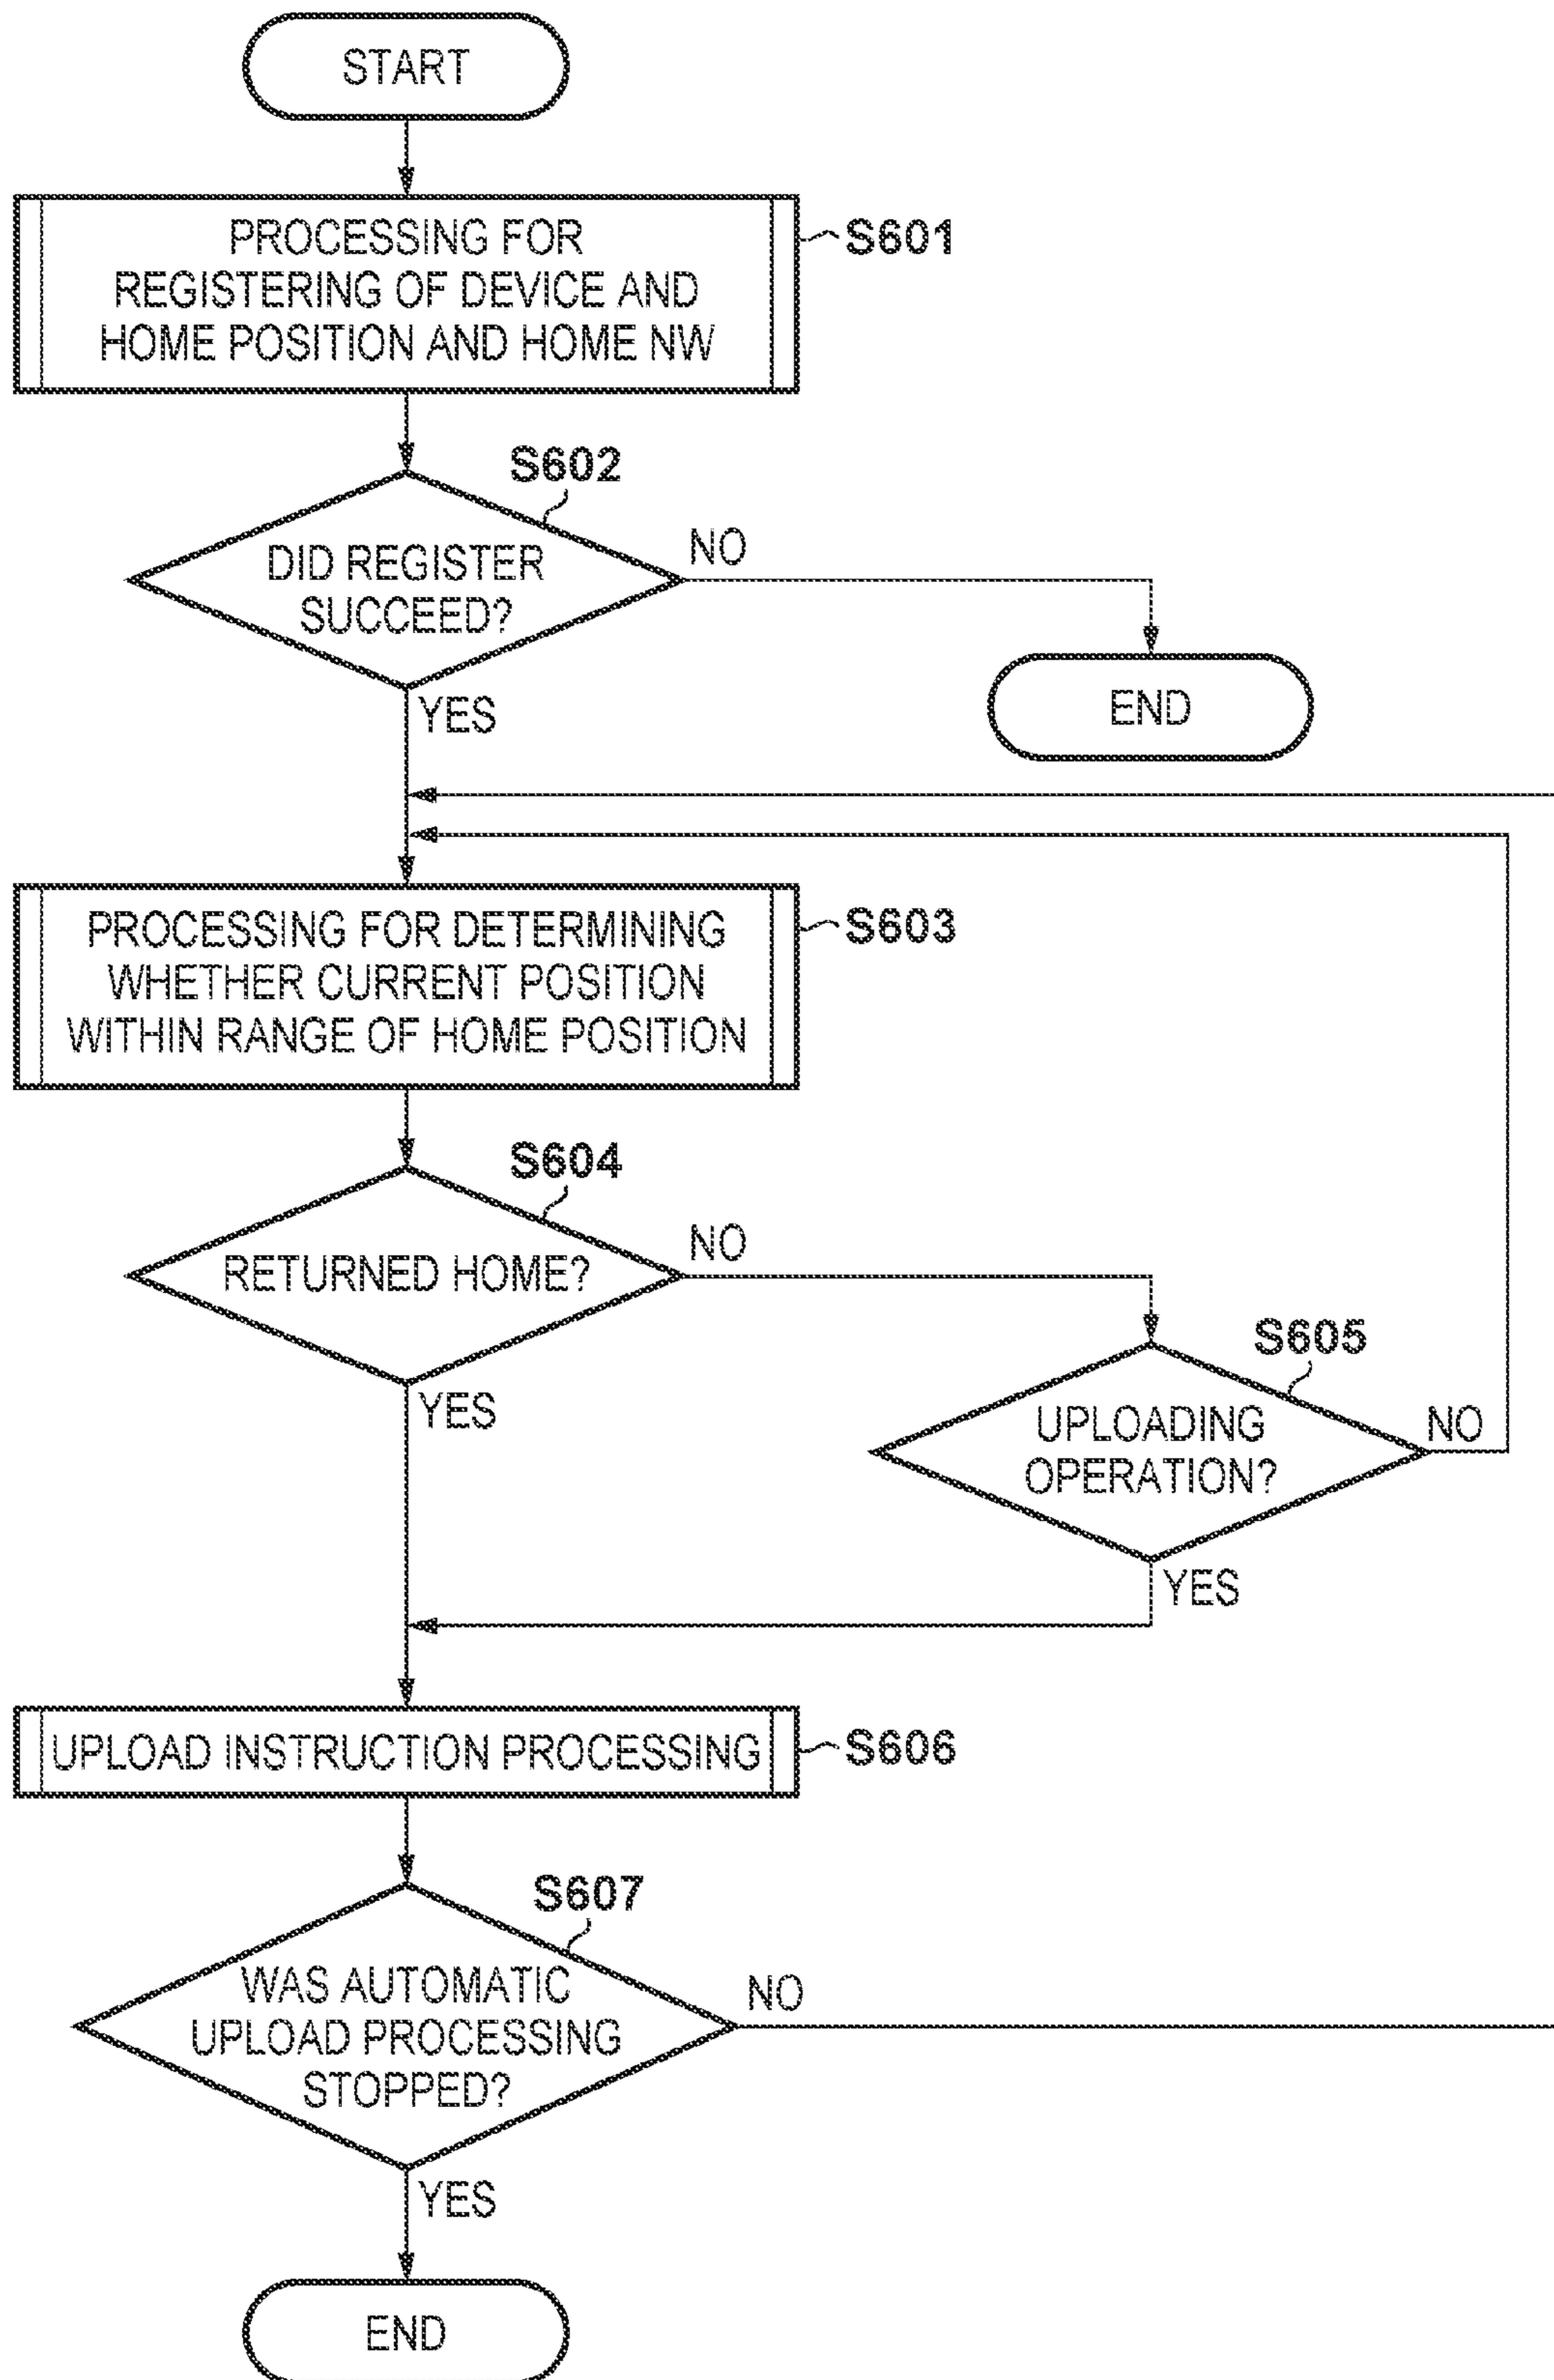 START
PROCESSING FOR
REGISTERING OF DEVICE AND
HOME POSITION AND HOME NW
S601
S602
DID REGISTER
SUCCEED?
NO
YES
END
PROCESSING FOR DETERMINING
WHETHER CURRENT POSITION
WITHIN RANGE OF HOME POSITION
S603
S604
RETURNED HOME?
NO
YES
S605
UPLOADING
OPERATION?
NO
YES
UPLOAD INSTRUCTION PROCESSING
S606
S607
WAS AUTOMATIC
UPLOAD PROCESSING
STOPPED?
NO
YES
END